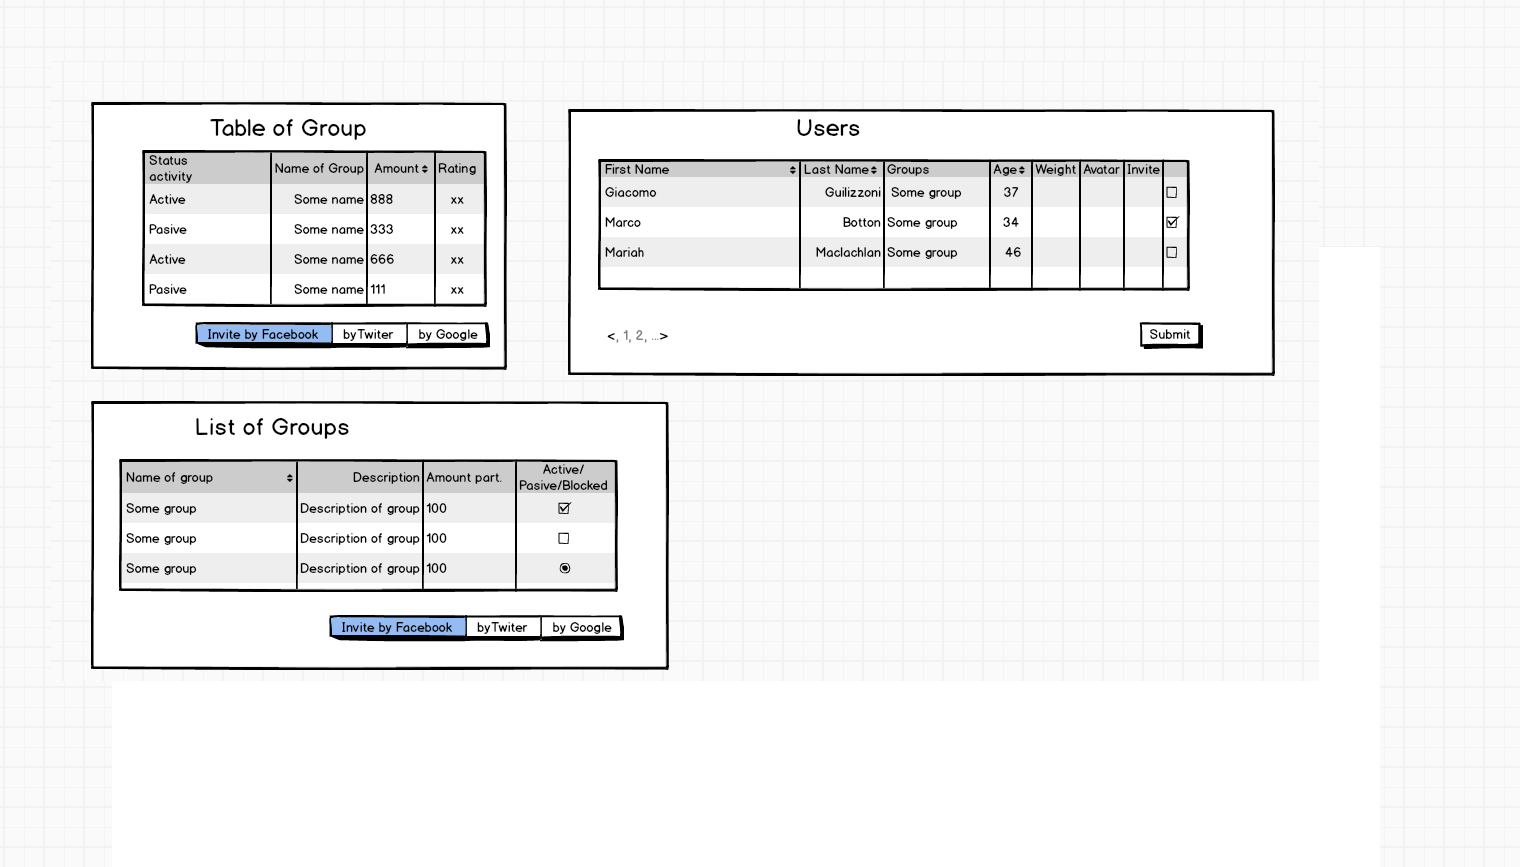 Table of Group
Status activity Name of Group Amount Rating
Active Some name 888 xx
Pasive Some name 333 xx
Active Some name 666 xx
Pasive Some name 111 xx
Invite by Facebook byTwiter by Google
Users
First Name Last Name Groups Age Weight Avatar Invite
Giacomo Guilizzoni Some group 37
Marco Botton Some group 34
Mariah Maclachlan Some group 46
<, 1, 2, ...> Submit
List of Groups
Name of group Description Amount part. Active/ Pasive/Blocked
Some group Description of group 100
Some group Description of group 100
Some group Description of group 100
Invite by Facebook byTwiter by Google